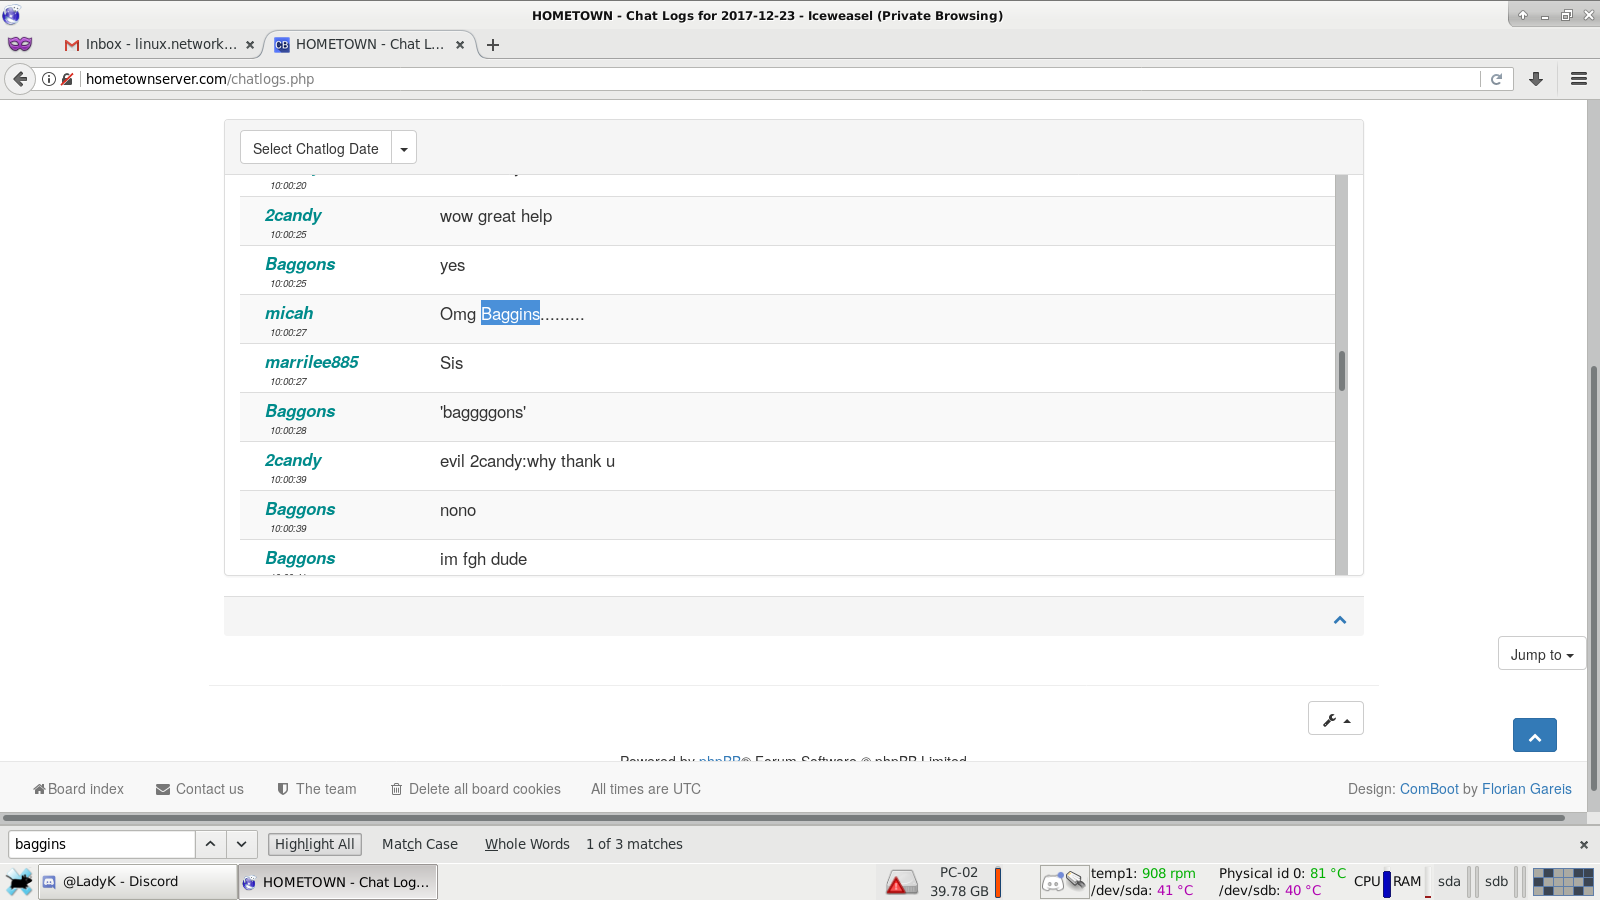 HOMETOWN - Chat Logs for 2017-12-23 - Iceweasel (Private Browsing)
Inbox - linux.network...
CB HOMETOWN - Chat L...
hometownserver.com/chatlogs.php
Select Chatlog Date
10:00:20
2candy wow great help
10:00:25
Baggons yes
10:00:25
micah Omg Baggins.........
10:00:27
marrilee885 Sis
10:00:27
Baggons 'baggggons'
10:00:28
2candy evil 2candy:why thank u
10:00:39
Baggons nono
10:00:39
Baggons im fgh dude
Jump to
Powered by phpBB® Forum Software © phpBB Limited
Board index Contact us The team Delete all board cookies All times are UTC Design: ComBoot by Florian Gareis
baggins Highlight All Match Case Whole Words 1 of 3 matches
@LadyK - Discord HOMETOWN - Chat Log...
PC-02
39.78 GB
temp1: 908 rpm
/dev/sda: 41 °C
Physical id 0: 81 °C
/dev/sdb: 40 °C
CPU RAM sda sdb